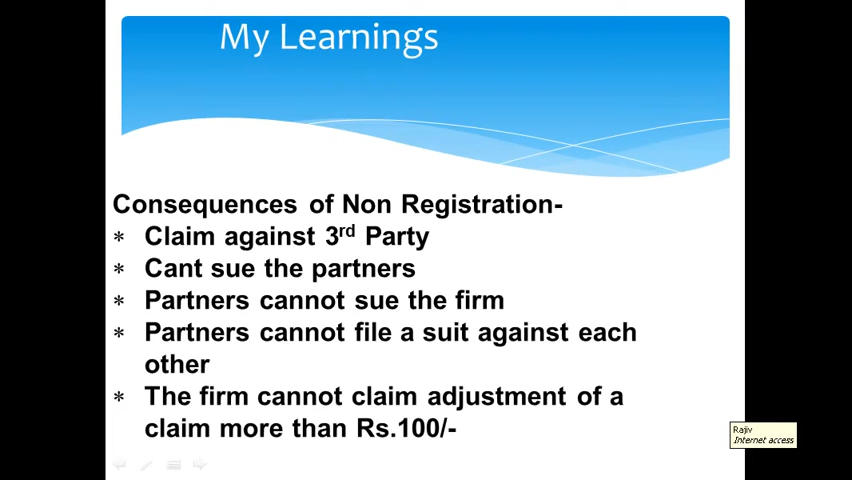 My Learnings
Consequences of Non Registration-
* Claim against 3rd Party
* Cant sue the partners
* Partners cannot sue the firm
* Partners cannot file a suit against each
other
* The firm cannot claim adjustment of a
claim more than Rs.100/-
Rajiv
Internet access